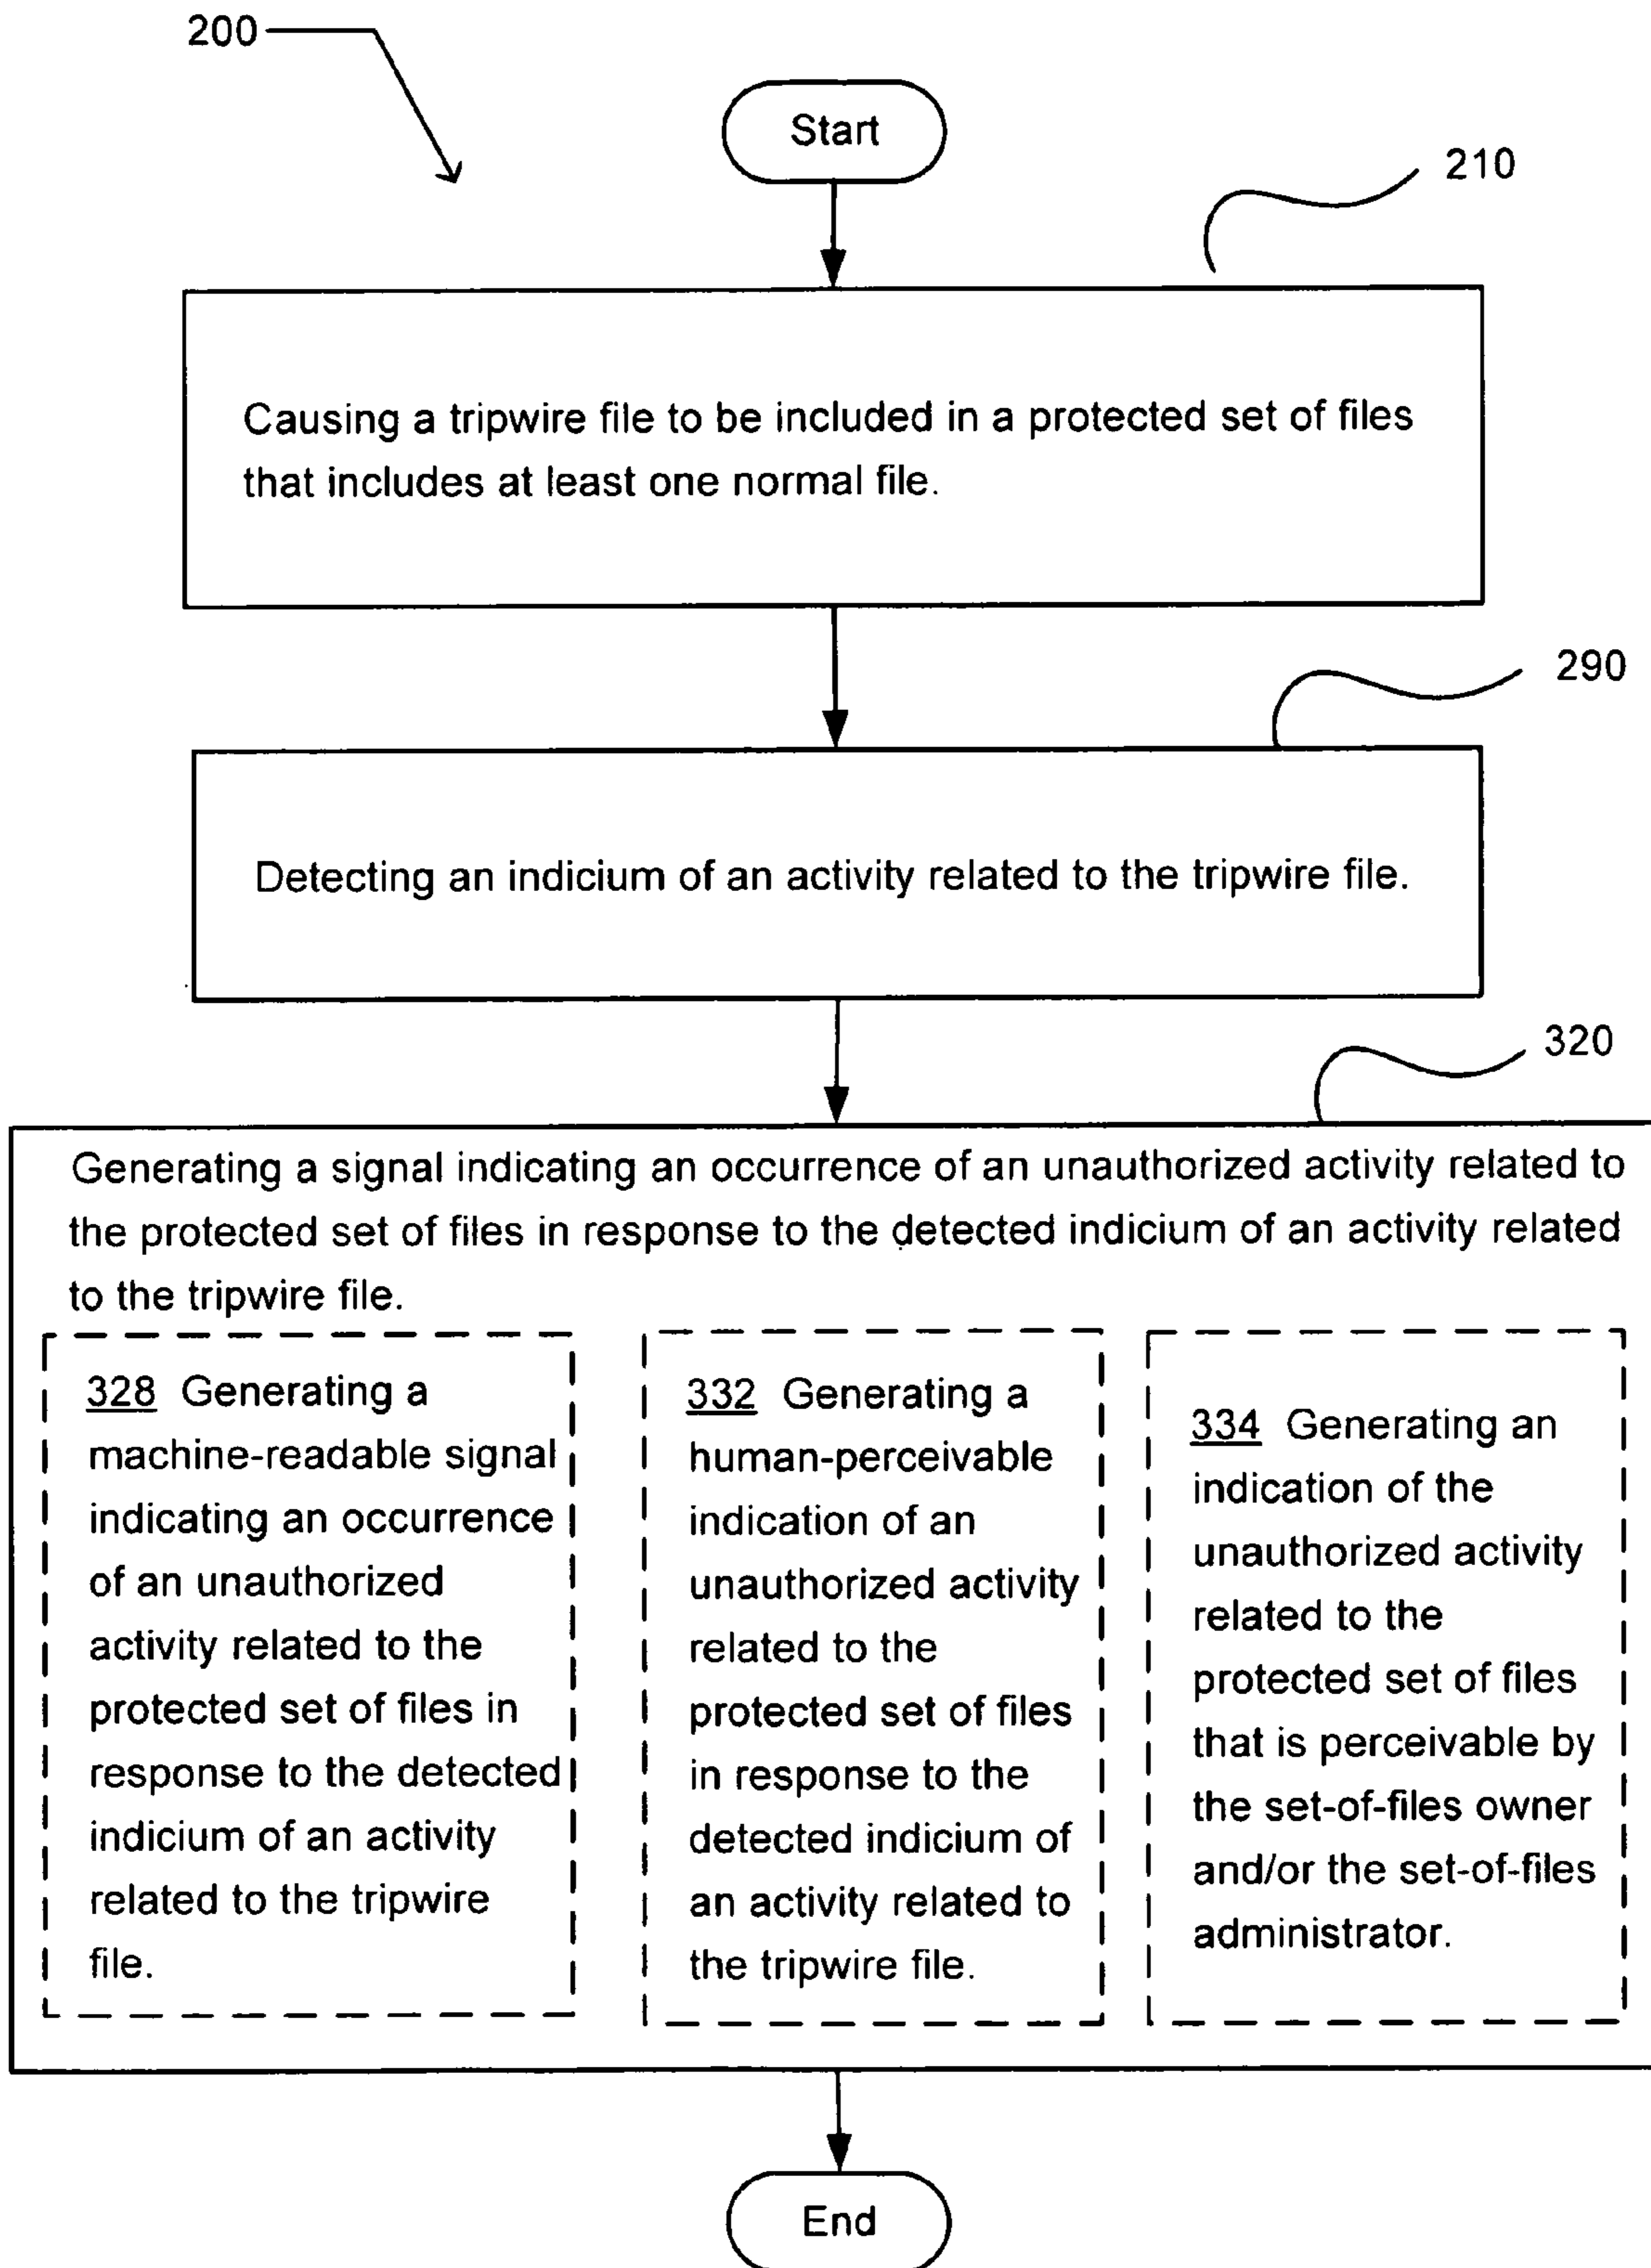 200
Start
210
Causing a tripwire file to be included in a protected set of files
that includes at least one normal file.
290
Detecting an indicium of an activity related to the tripwire file.
320
Generating a signal indicating an occurrence of an unauthorized activity related to
the protected set of files in response to the detected indicium of an activity related
to the tripwire file.
328 Generating a
machine-readable signal
indicating an occurrence
of an unauthorized
activity related to the
protected set of files in
response to the detected
indicium of an activity
related to the tripwire
file.
332 Generating a
human-perceivable
indication of an
unauthorized activity
related to the
protected set of files
in response to the
detected indicium of
an activity related to
the tripwire file.
334 Generating an
indication of the
unauthorized activity
related to the
protected set of files
that is perceivable by
the set-of-files owner
and/or the set-of-files
administrator.
End